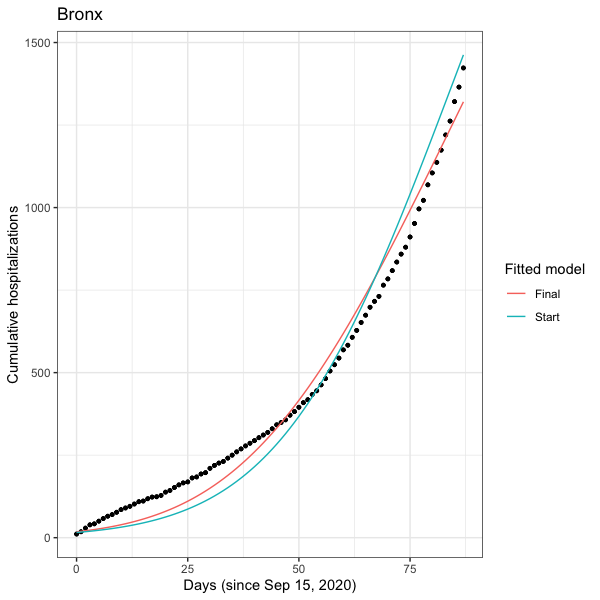 Bronx
1500
1000
500
0
Cumulative hospitalizations
0 25 50 75
Days (since Sep 15, 2020)
Fitted model
Final
Start